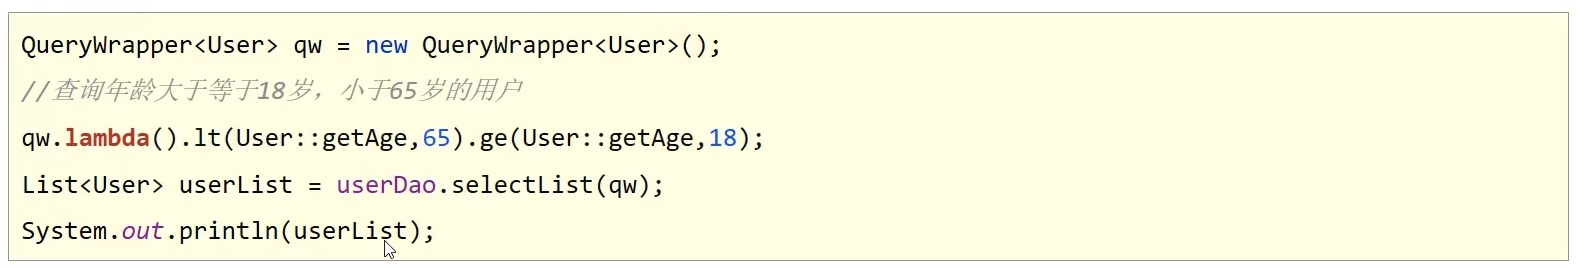 QueryWrapper<User> qw = new QueryWrapper<User>();
//查询年龄大于等于18岁，小于65岁的用户
qw.lambda().lt(User::getAge,65).ge(User::getAge,18);
List<User> userList = userDao.selectList(qw);
System.out.println(userList);